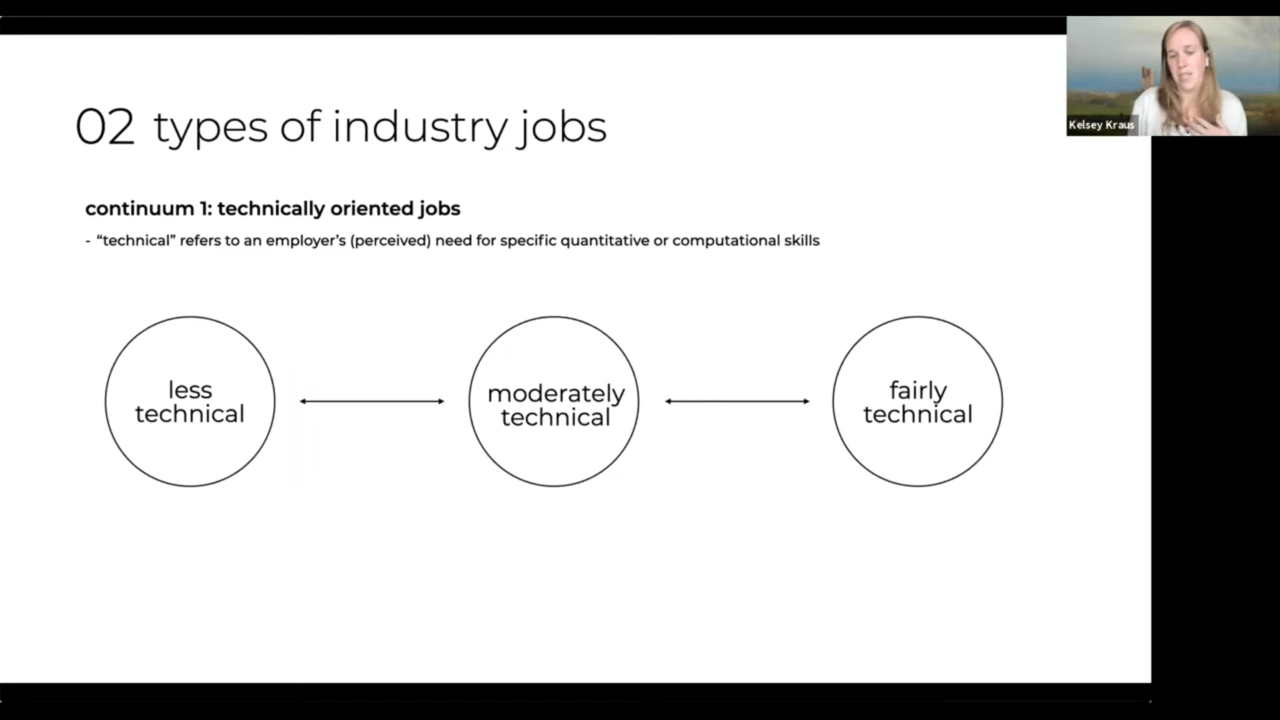 02 types of industry jobs
Kelsey Kraus
continuum 1: technically oriented jobs
- “technical” refers to an employer’s (perceived) need for specific quantitative or computational skills
less
technical
moderately
technical
fairly
technical